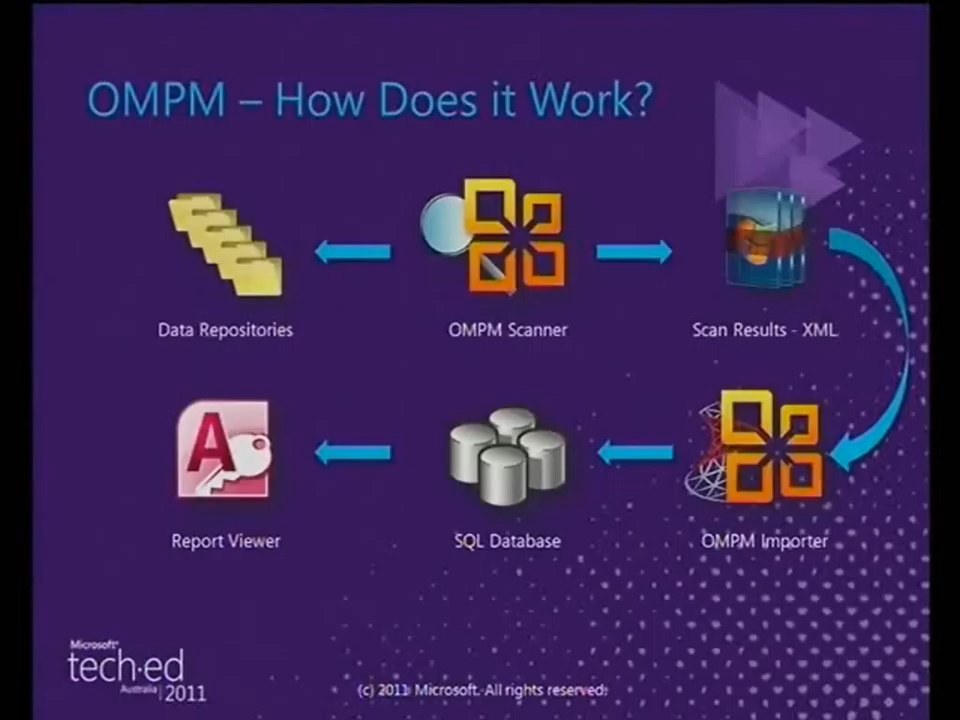 OMPM – How Does it Work?
Data Repositories
OMPM Scanner
Scan Results - XML
A
Report Viewer
SQL Database
OMPM Importer
Microsoft®
tech·ed
Australia | 2011
(c) 2011 Microsoft. All rights reserved.